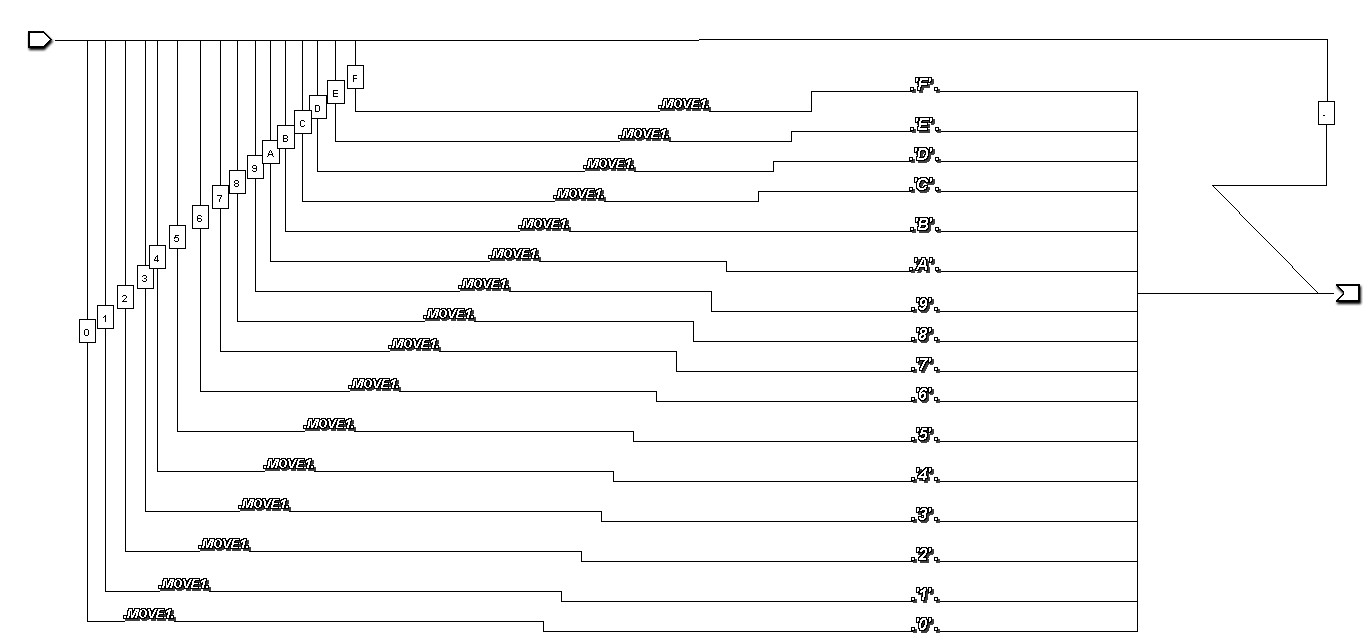 F
.MOVE1. .'F'.
E
-
.MOVE1. .'E'.
D
C
.MOVE1. .'D'.
B
A
.MOVE1. .'C'.
9
8
7
.MOVE1. .'B'.
6
5
.MOVE1. .'A'.
4
3
.MOVE1. .'9'.
2
1
.MOVE1. .'8'.
0
.MOVE1. .'7'.
.MOVE1. .'6'.
.MOVE1. .'5'.
.MOVE1. .'4'.
.MOVE1. .'3'.
.MOVE1. .'2'.
.MOVE1. .'1'.
.MOVE1. .'0'.